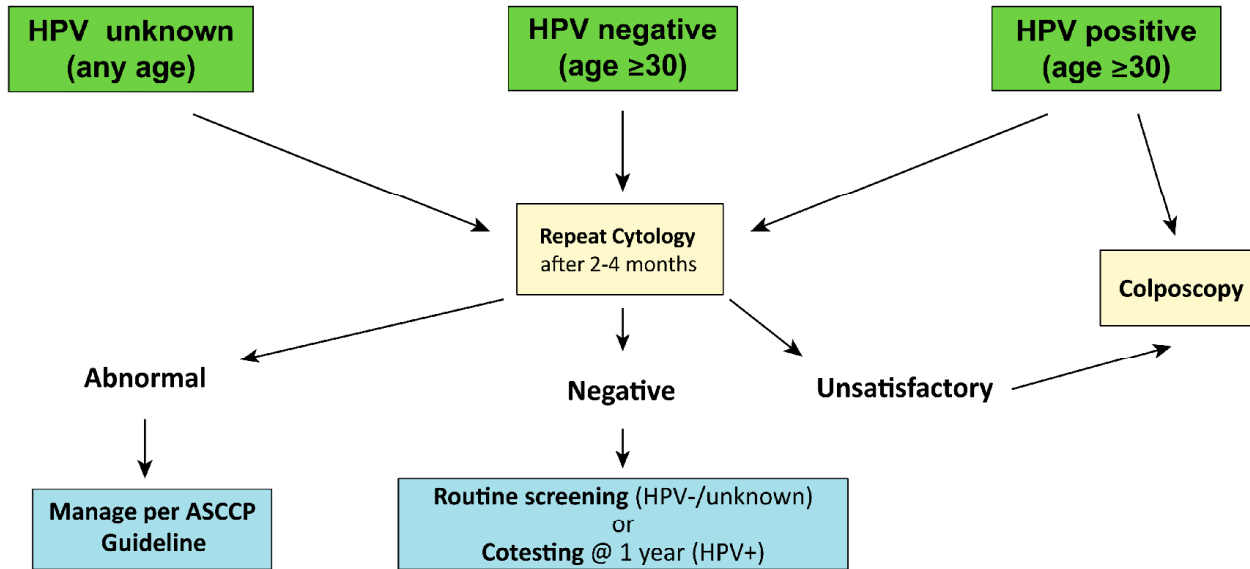 HPV unknown
(any age)
HPV negative
(age ≥30)
HPV positive
(age ≥30)
Repeat Cytology
after 2-4 months
Colposcopy
Abnormal
Negative
Unsatisfactory
Manage per ASCCP
Guideline
Routine screening (HPV-/unknown)
or
Cotesting @ 1 year (HPV+)